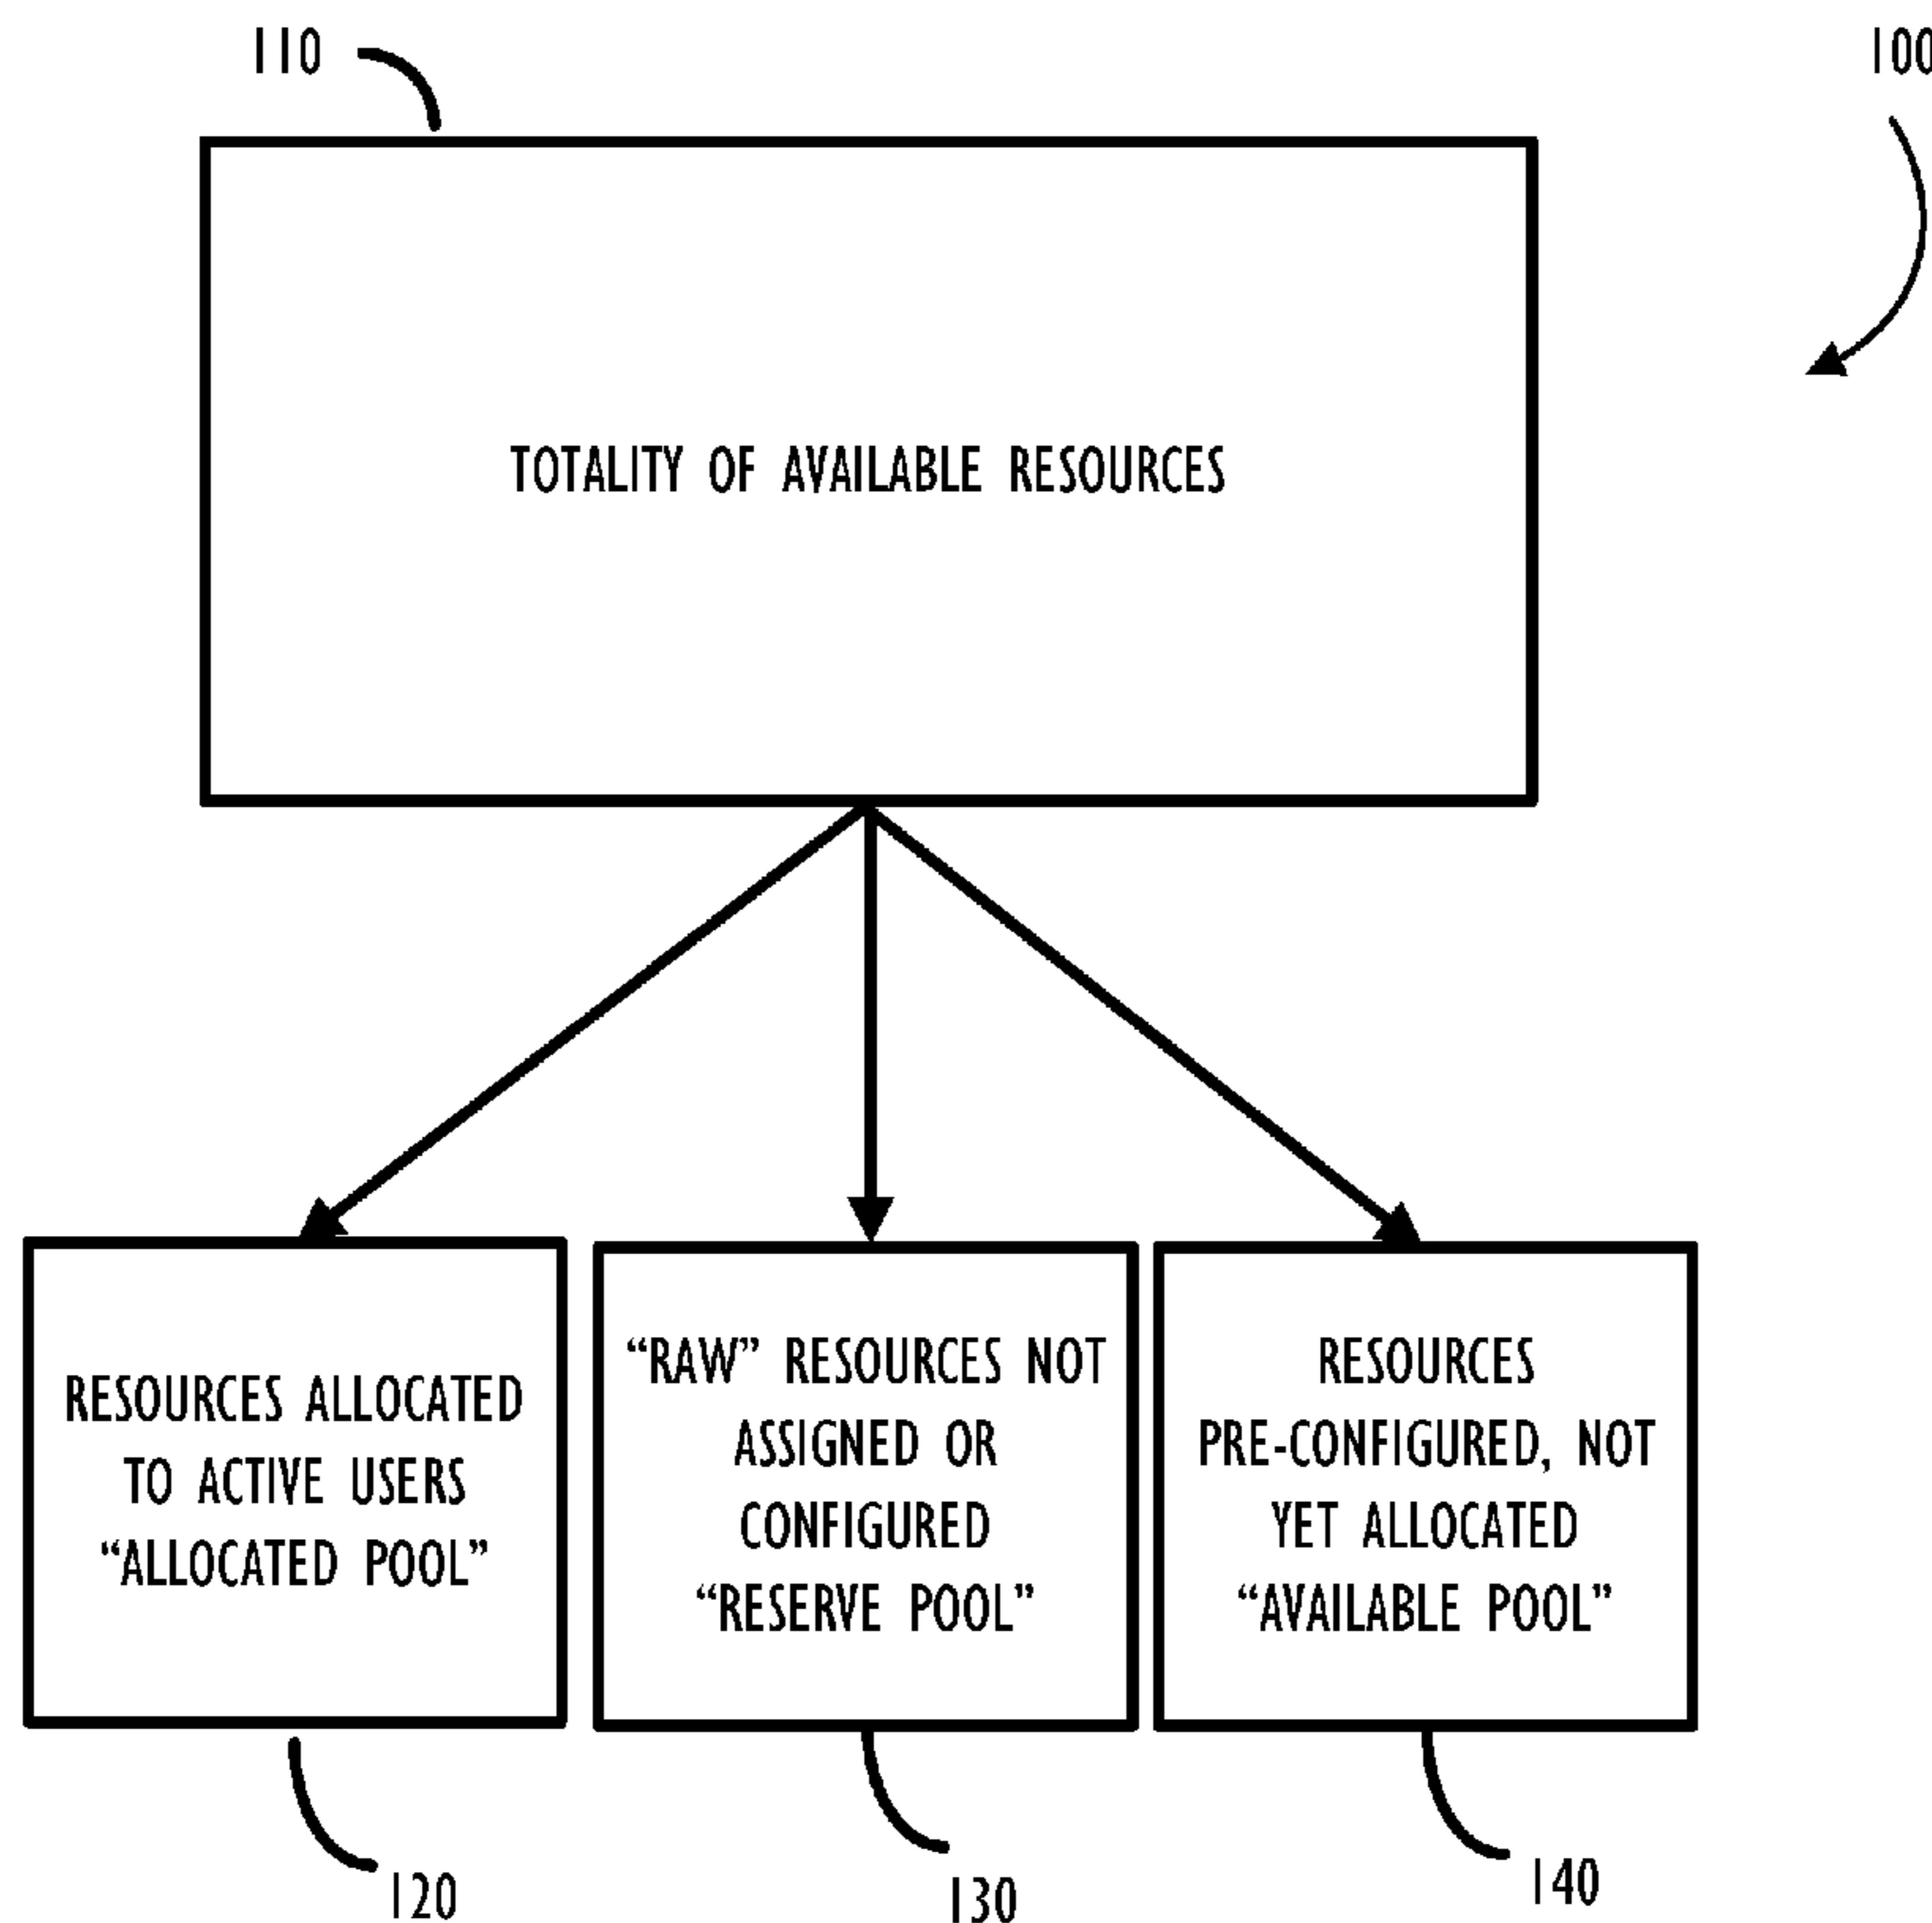 110
100
TOTALITY OF AVAILABLE RESOURCES
RESOURCES ALLOCATED
TO ACTIVE USERS
“ALLOCATED POOL”
“RAW” RESOURCES NOT
ASSIGNED OR
CONFIGURED
“RESERVE POOL”
RESOURCES
PRE-CONFIGURED, NOT
YET ALLOCATED
“AVAILABLE POOL”
120
130
140